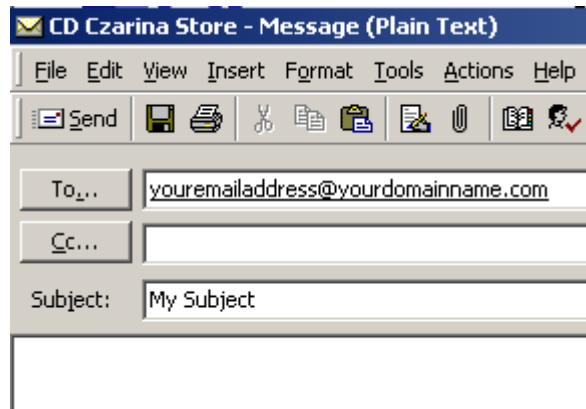 CD Czarina Store - Message (Plain Text)
File Edit View Insert Format Tools Actions Help
Send
To... youremailaddress@yourdomainname.com
Cc...
Subject: My Subject